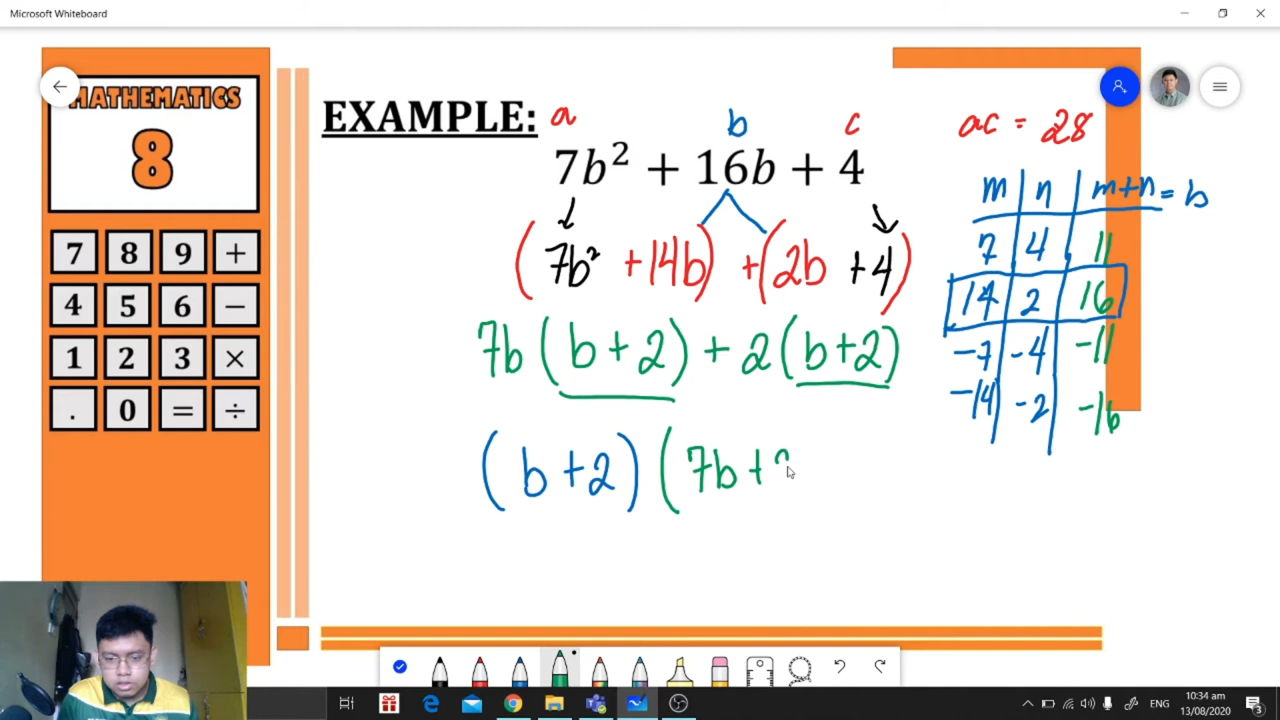 Microsoft Whiteboard
MATHEMATICS
8
7 8 9 +
4 5 6 −
1 2 3 ×
. 0 = ÷
EXAMPLE:
a b c
7b² + 16b + 4
(7b² + 14b) + (2b + 4)
7b (b + 2) + 2 (b + 2)
(b + 2) (7b +
ac = 28
m n m+n = b
7 4 11
14 2 16
-7 -4 -11
-14 -2 -16
ENG
10:34 am
13/08/2020
3